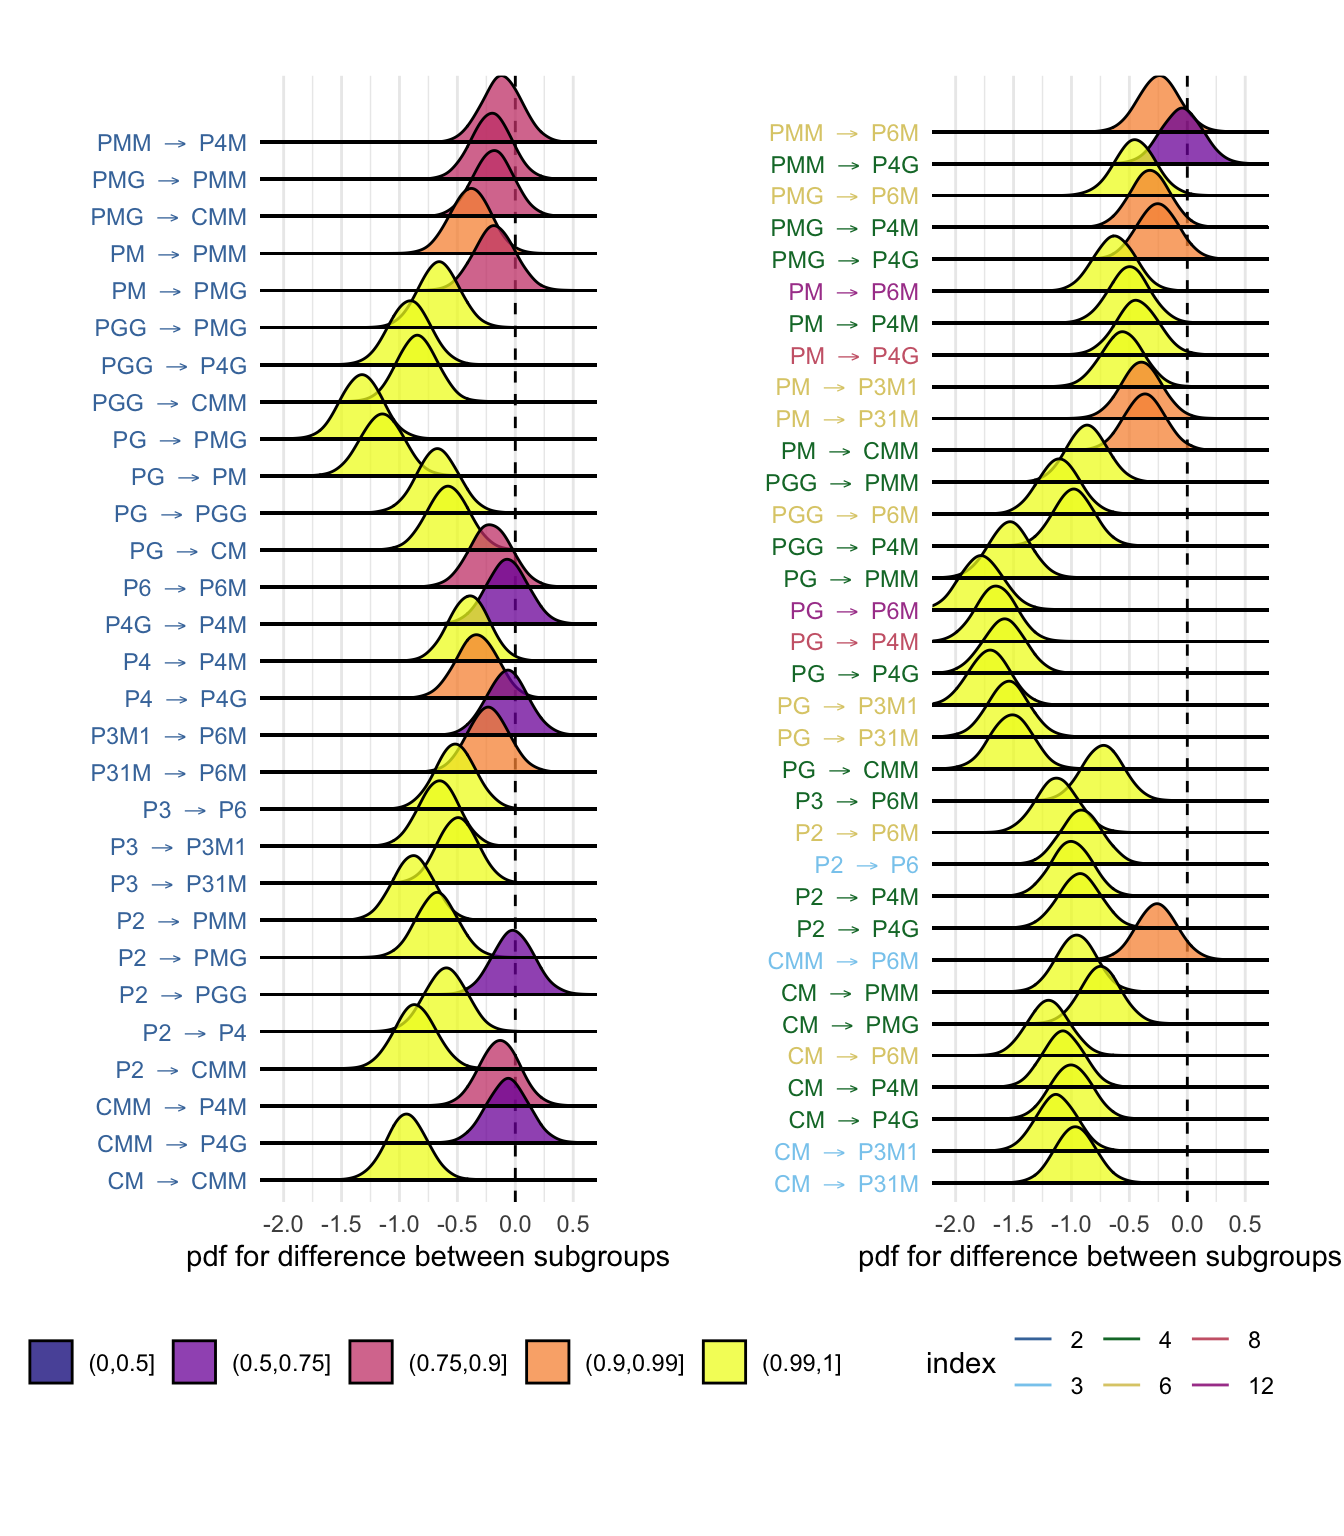 PMM → P4M
PMG → PMM
PMG → CMM
PM → PMM
PM → PMG
PGG → PMG
PGG → P4G
PGG → CMM
PG → PMG
PG → PM
PG → PGG
PG → CM
P6 → P6M
P4G → P4M
P4 → P4M
P4 → P4G
P3M1 → P6M
P31M → P6M
P3 → P6
P3 → P3M1
P3 → P31M
P2 → PMM
P2 → PMG
P2 → PGG
P2 → P4
P2 → CMM
CMM → P4M
CMM → P4G
CM → CMM
-2.0 -1.5 -1.0 -0.5 0.0 0.5
pdf for difference between subgroups
PMM → P6M
PMM → P4G
PMG → P6M
PMG → P4M
PMG → P4G
PM → P6M
PM → P4M
PM → P4G
PM → P3M1
PM → P31M
PM → CMM
PGG → PMM
PGG → P6M
PGG → P4M
PG → PMM
PG → P6M
PG → P4M
PG → P4G
PG → P3M1
PG → P31M
PG → CMM
P3 → P6M
P2 → P6M
P2 → P6
P2 → P4M
P2 → P4G
CMM → P6M
CM → PMM
CM → PMG
CM → P6M
CM → P4M
CM → P4G
CM → P3M1
CM → P31M
-2.0 -1.5 -1.0 -0.5 0.0 0.5
pdf for difference between subgroups
(0,0.5] (0.5,0.75] (0.75,0.9] (0.9,0.99] (0.99,1]
index
2 4 8
3 6 12